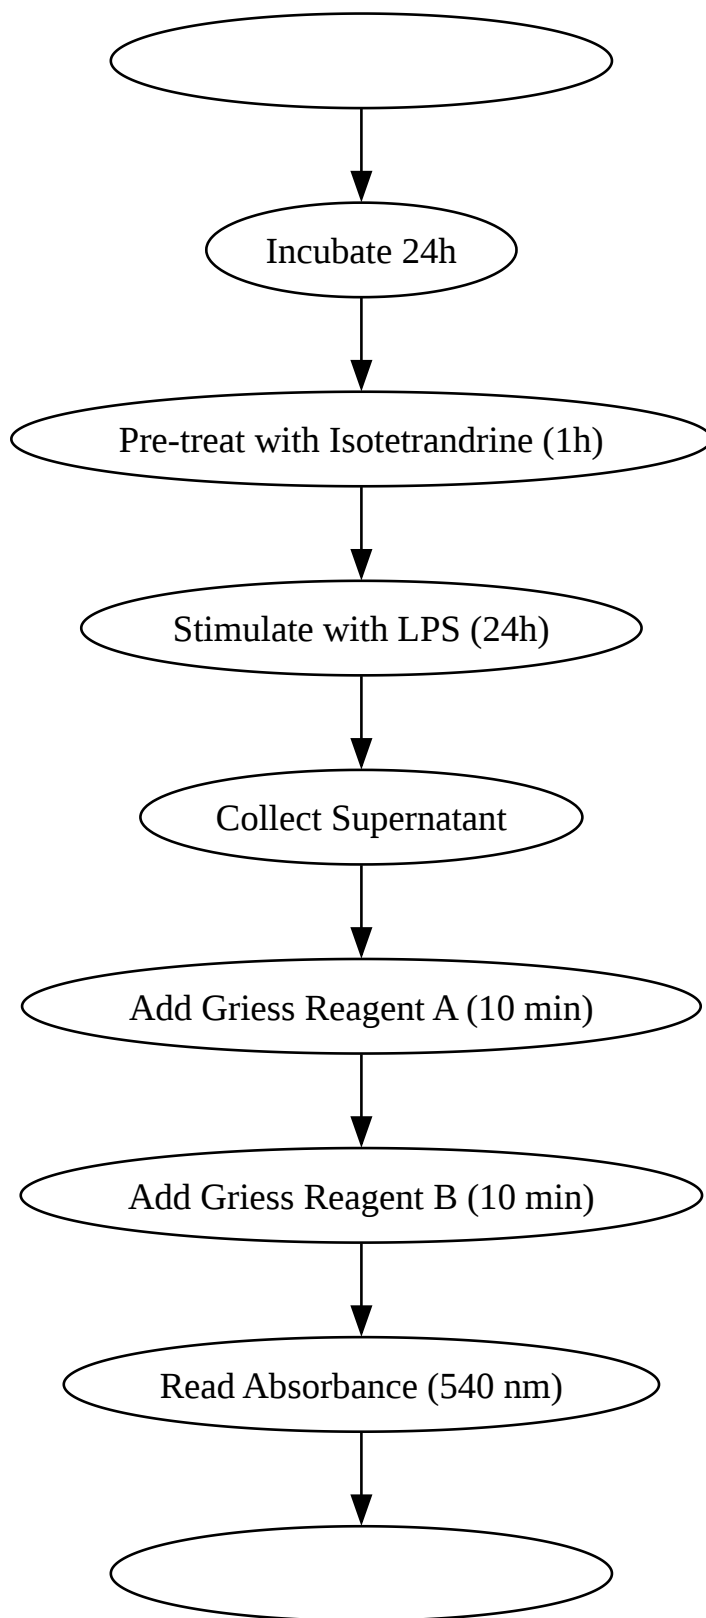 Incubate 24h
Pre-treat with Isotetrandrine (1h)
Stimulate with LPS (24h)
Collect Supernatant
Add Griess Reagent A (10 min)
Add Griess Reagent B (10 min)
Read Absorbance (540 nm)